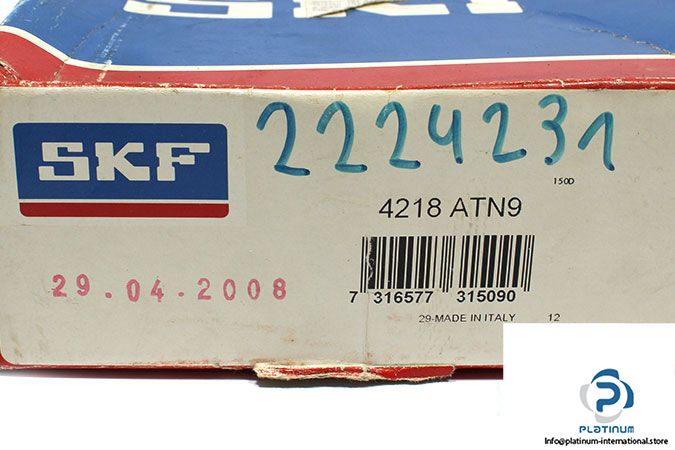 SKF
2224231
SKF
150D
4218 ATN9
29.04.2008
7 316577 315090
29-MADE IN ITALY 12
PLATINUM
Info@platinum-international.store